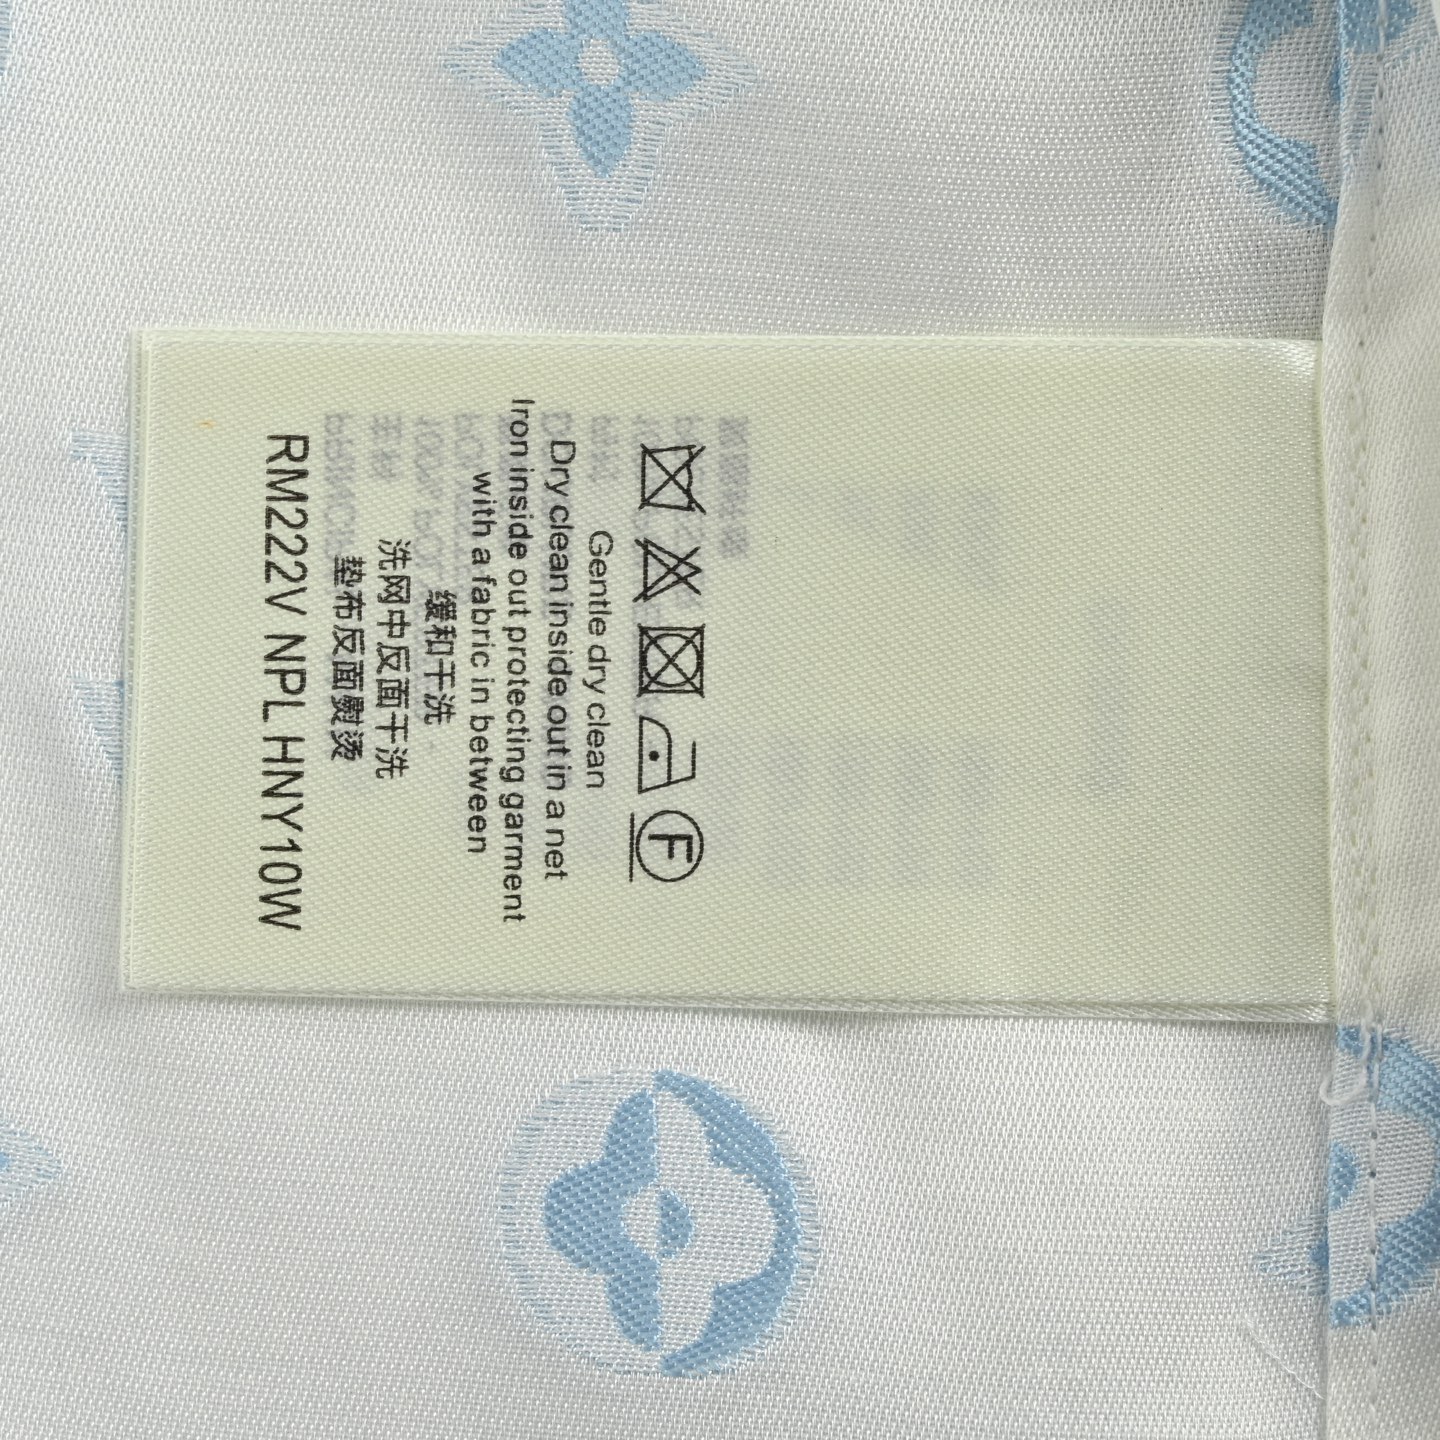 F
Gentle dry clean
Dry clean inside out in a net
Iron inside out protecting garment
with a fabric in between
缓和干洗
洗网中反面干洗
垫布反面熨烫
RM222V NPL HNY10W